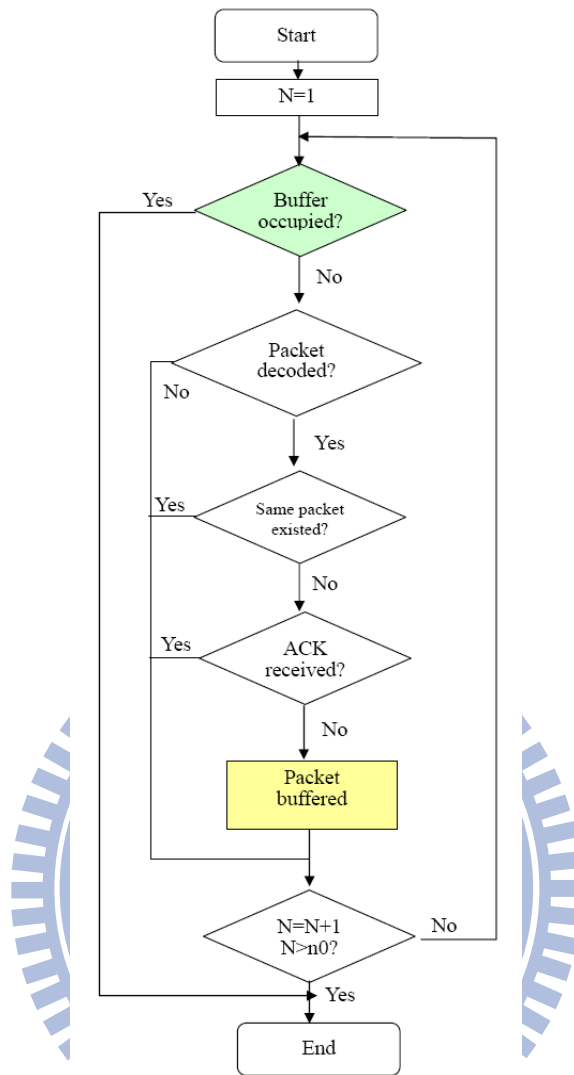 Start
N=1
Yes
Buffer
occupied?
No
Packet
decoded?
No
Yes
Yes
Same packet
existed?
No
Yes
ACK
received?
No
Packet
buffered
N=N+1
N>n0?
No
Yes
End